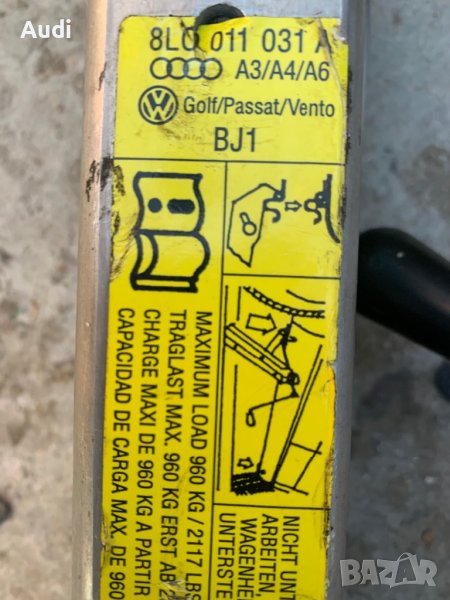 Audi
8L0 011 031 A
A3/A4/A6
Golf/Passat/Vento
BJ1
MAXIMUM LOAD 960 KG / 2117 LBS
TRAGLAST. MAX. 960 KG ERST AB
CHARGE MAXI DE 960 KG A PARTIR
CAPACIDAD DE CARGA MAX. DE 960
NICHT UNT
ARBEITEN,
WAGENHE
UNTERSTE
BAZAR.bg